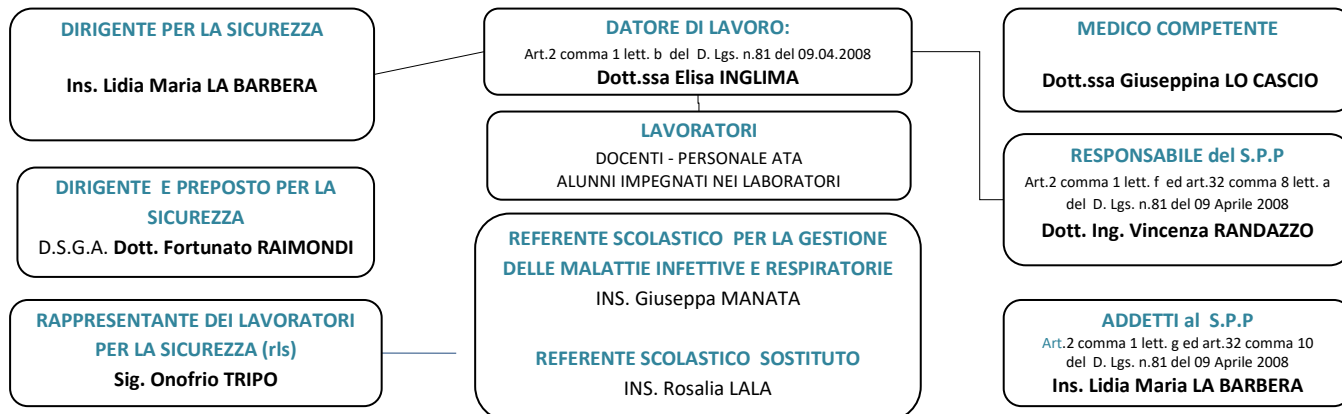 DIRIGENTE PER LA SICUREZZA
Ins. Lidia Maria LA BARBERA
DIRIGENTE E PREPOSTO PER LA
SICUREZZA
D.S.G.A. Dott. Fortunato RAIMONDI
RAPPRESENTANTE DEI LAVORATORI
PER LA SICUREZZA (rls)
Sig. Onofrio TRIPO
DATORE DI LAVORO:
Art.2 comma 1 lett. b del D. Lgs. n.81 del 09.04.2008
Dott.ssa Elisa INGLIMA
LAVORATORI
DOCENTI - PERSONALE ATA
ALUNNI IMPEGNATI NEI LABORATORI
REFERENTE SCOLASTICO PER LA GESTIONE
DELLE MALATTIE INFETTIVE E RESPIRATORIE
INS. Giuseppa MANATA
REFERENTE SCOLASTICO SOSTITUTO
INS. Rosalia LALA
MEDICO COMPETENTE
Dott.ssa Giuseppina LO CASCIO
RESPONSABILE del S.P.P
Art.2 comma 1 lett. f ed art.32 comma 8 lett. a
del D. Lgs. n.81 del 09 Aprile 2008
Dott. Ing. Vincenza RANDAZZO
ADDETTI al S.P.P
Art.2 comma 1 lett. g ed art.32 comma 10
del D. Lgs. n.81 del 09 Aprile 2008
Ins. Lidia Maria LA BARBERA